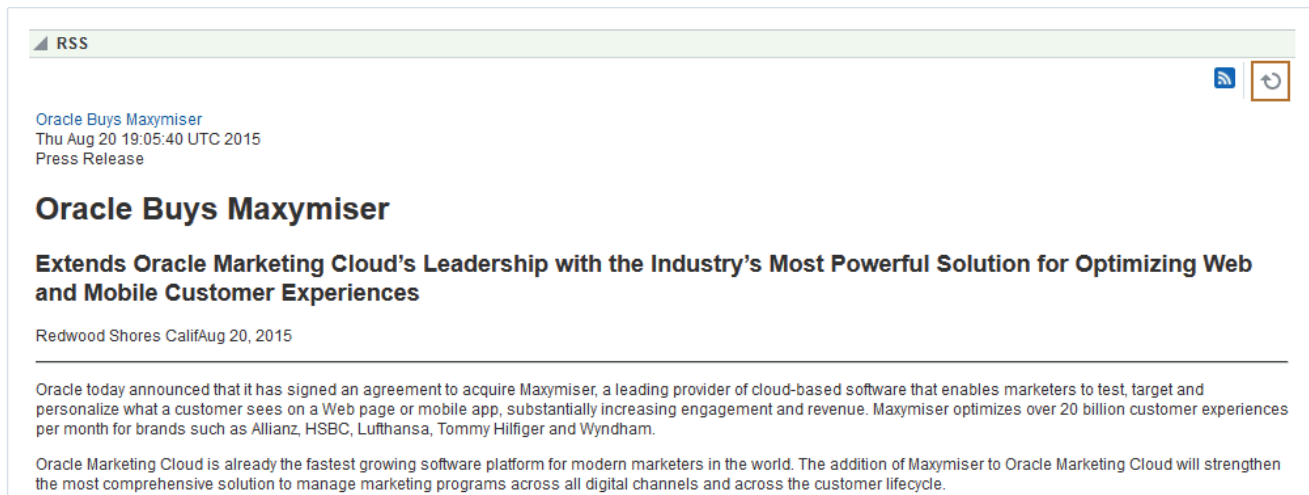 RSS
Oracle Buys Maxymiser
Thu Aug 20 19:05:40 UTC 2015
Press Release
Oracle Buys Maxymiser
Extends Oracle Marketing Cloud’s Leadership with the Industry’s Most Powerful Solution for Optimizing Web
and Mobile Customer Experiences
Redwood Shores CalifAug 20, 2015
Oracle today announced that it has signed an agreement to acquire Maxymiser, a leading provider of cloud-based software that enables marketers to test, target and
personalize what a customer sees on a Web page or mobile app, substantially increasing engagement and revenue. Maxymiser optimizes over 20 billion customer experiences
per month for brands such as Allianz, HSBC, Lufthansa, Tommy Hilfiger and Wyndham.
Oracle Marketing Cloud is already the fastest growing software platform for modern marketers in the world. The addition of Maxymiser to Oracle Marketing Cloud will strengthen
the most comprehensive solution to manage marketing programs across all digital channels and across the customer lifecycle.